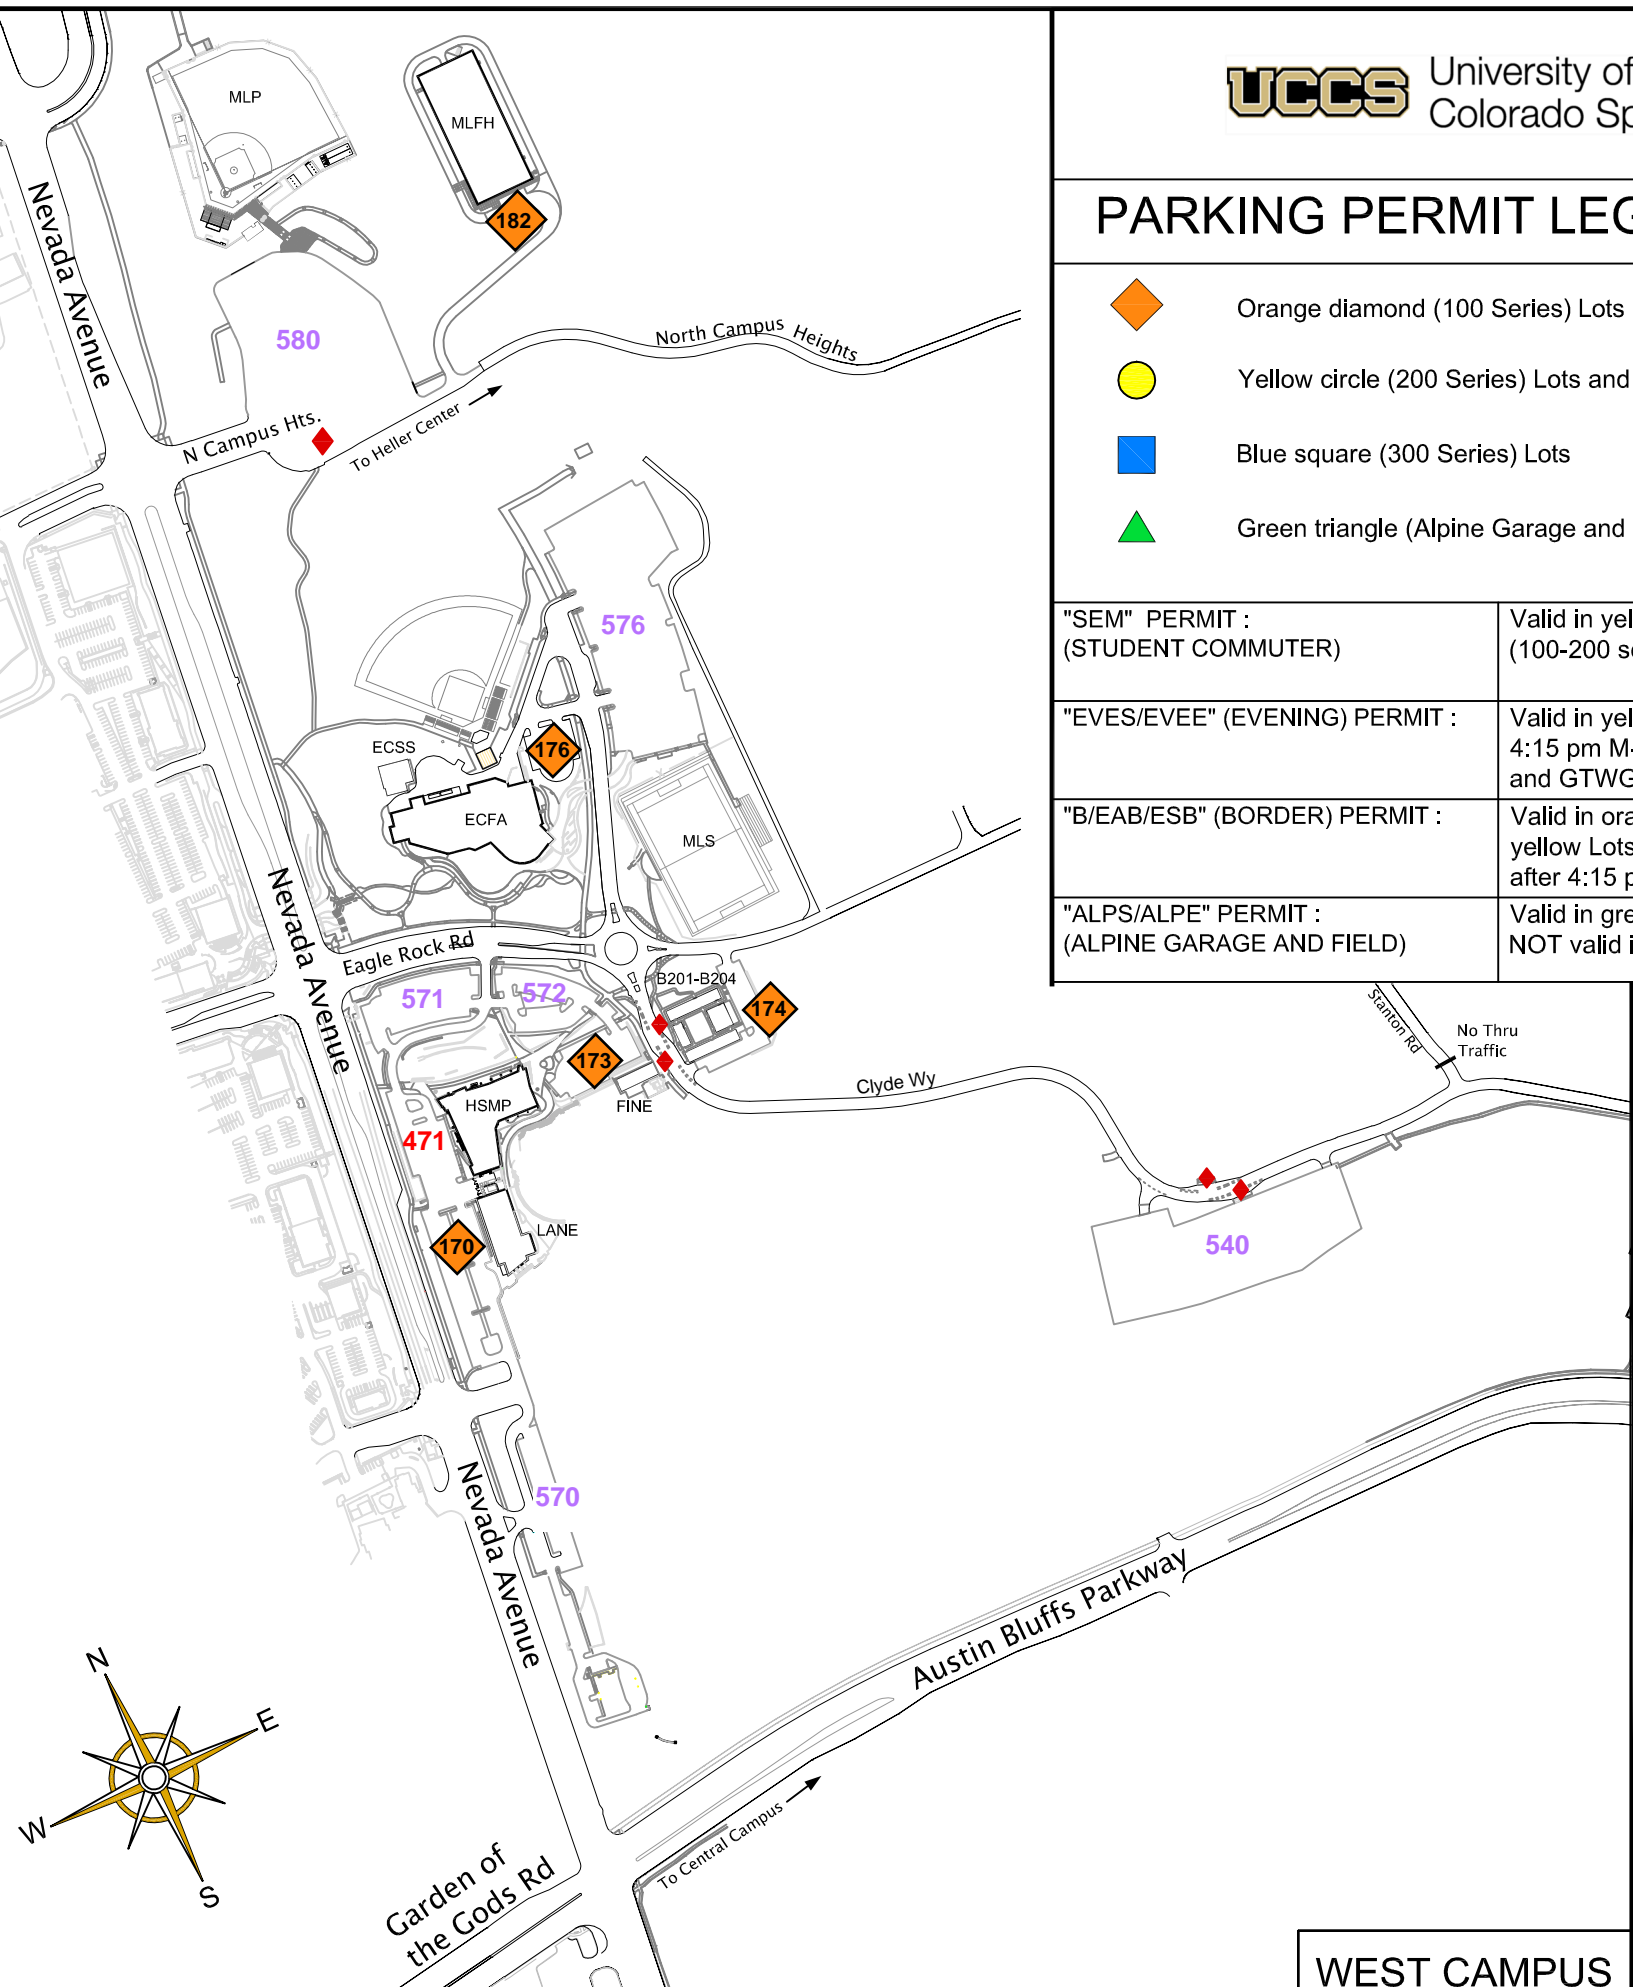 MLP
MLFH
182
Nevada Avenue
580
North Campus Heights
N Campus Hts.
To Heller Center
576
ECSS
176
ECFA
MLS
Nevada Avenue
Eagle Rock Rd
571
572
B201-B204
174
173
HSMP
FINE
Clyde Wy
471
LANE
170
Stanton Rd
No Thru
Traffic
540
570
Nevada Avenue
Austin Bluffs Parkway
To Central Campus
Garden of
the Gods Rd
N
E
W
S
UCCS
University of
Colorado Sp
PARKING PERMIT LEG
Orange diamond (100 Series) Lots
Yellow circle (200 Series) Lots and
Blue square (300 Series) Lots
Green triangle (Alpine Garage and
"SEM" PERMIT :
(STUDENT COMMUTER)
Valid in yel
(100-200 se
"EVES/EVEE" (EVENING) PERMIT :
Valid in yel
4:15 pm M-
and GTWG
"B/EAB/ESB" (BORDER) PERMIT :
Valid in ora
yellow Lots
after 4:15 p
"ALPS/ALPE" PERMIT :
(ALPINE GARAGE AND FIELD)
Valid in gre
NOT valid i
WEST CAMPUS